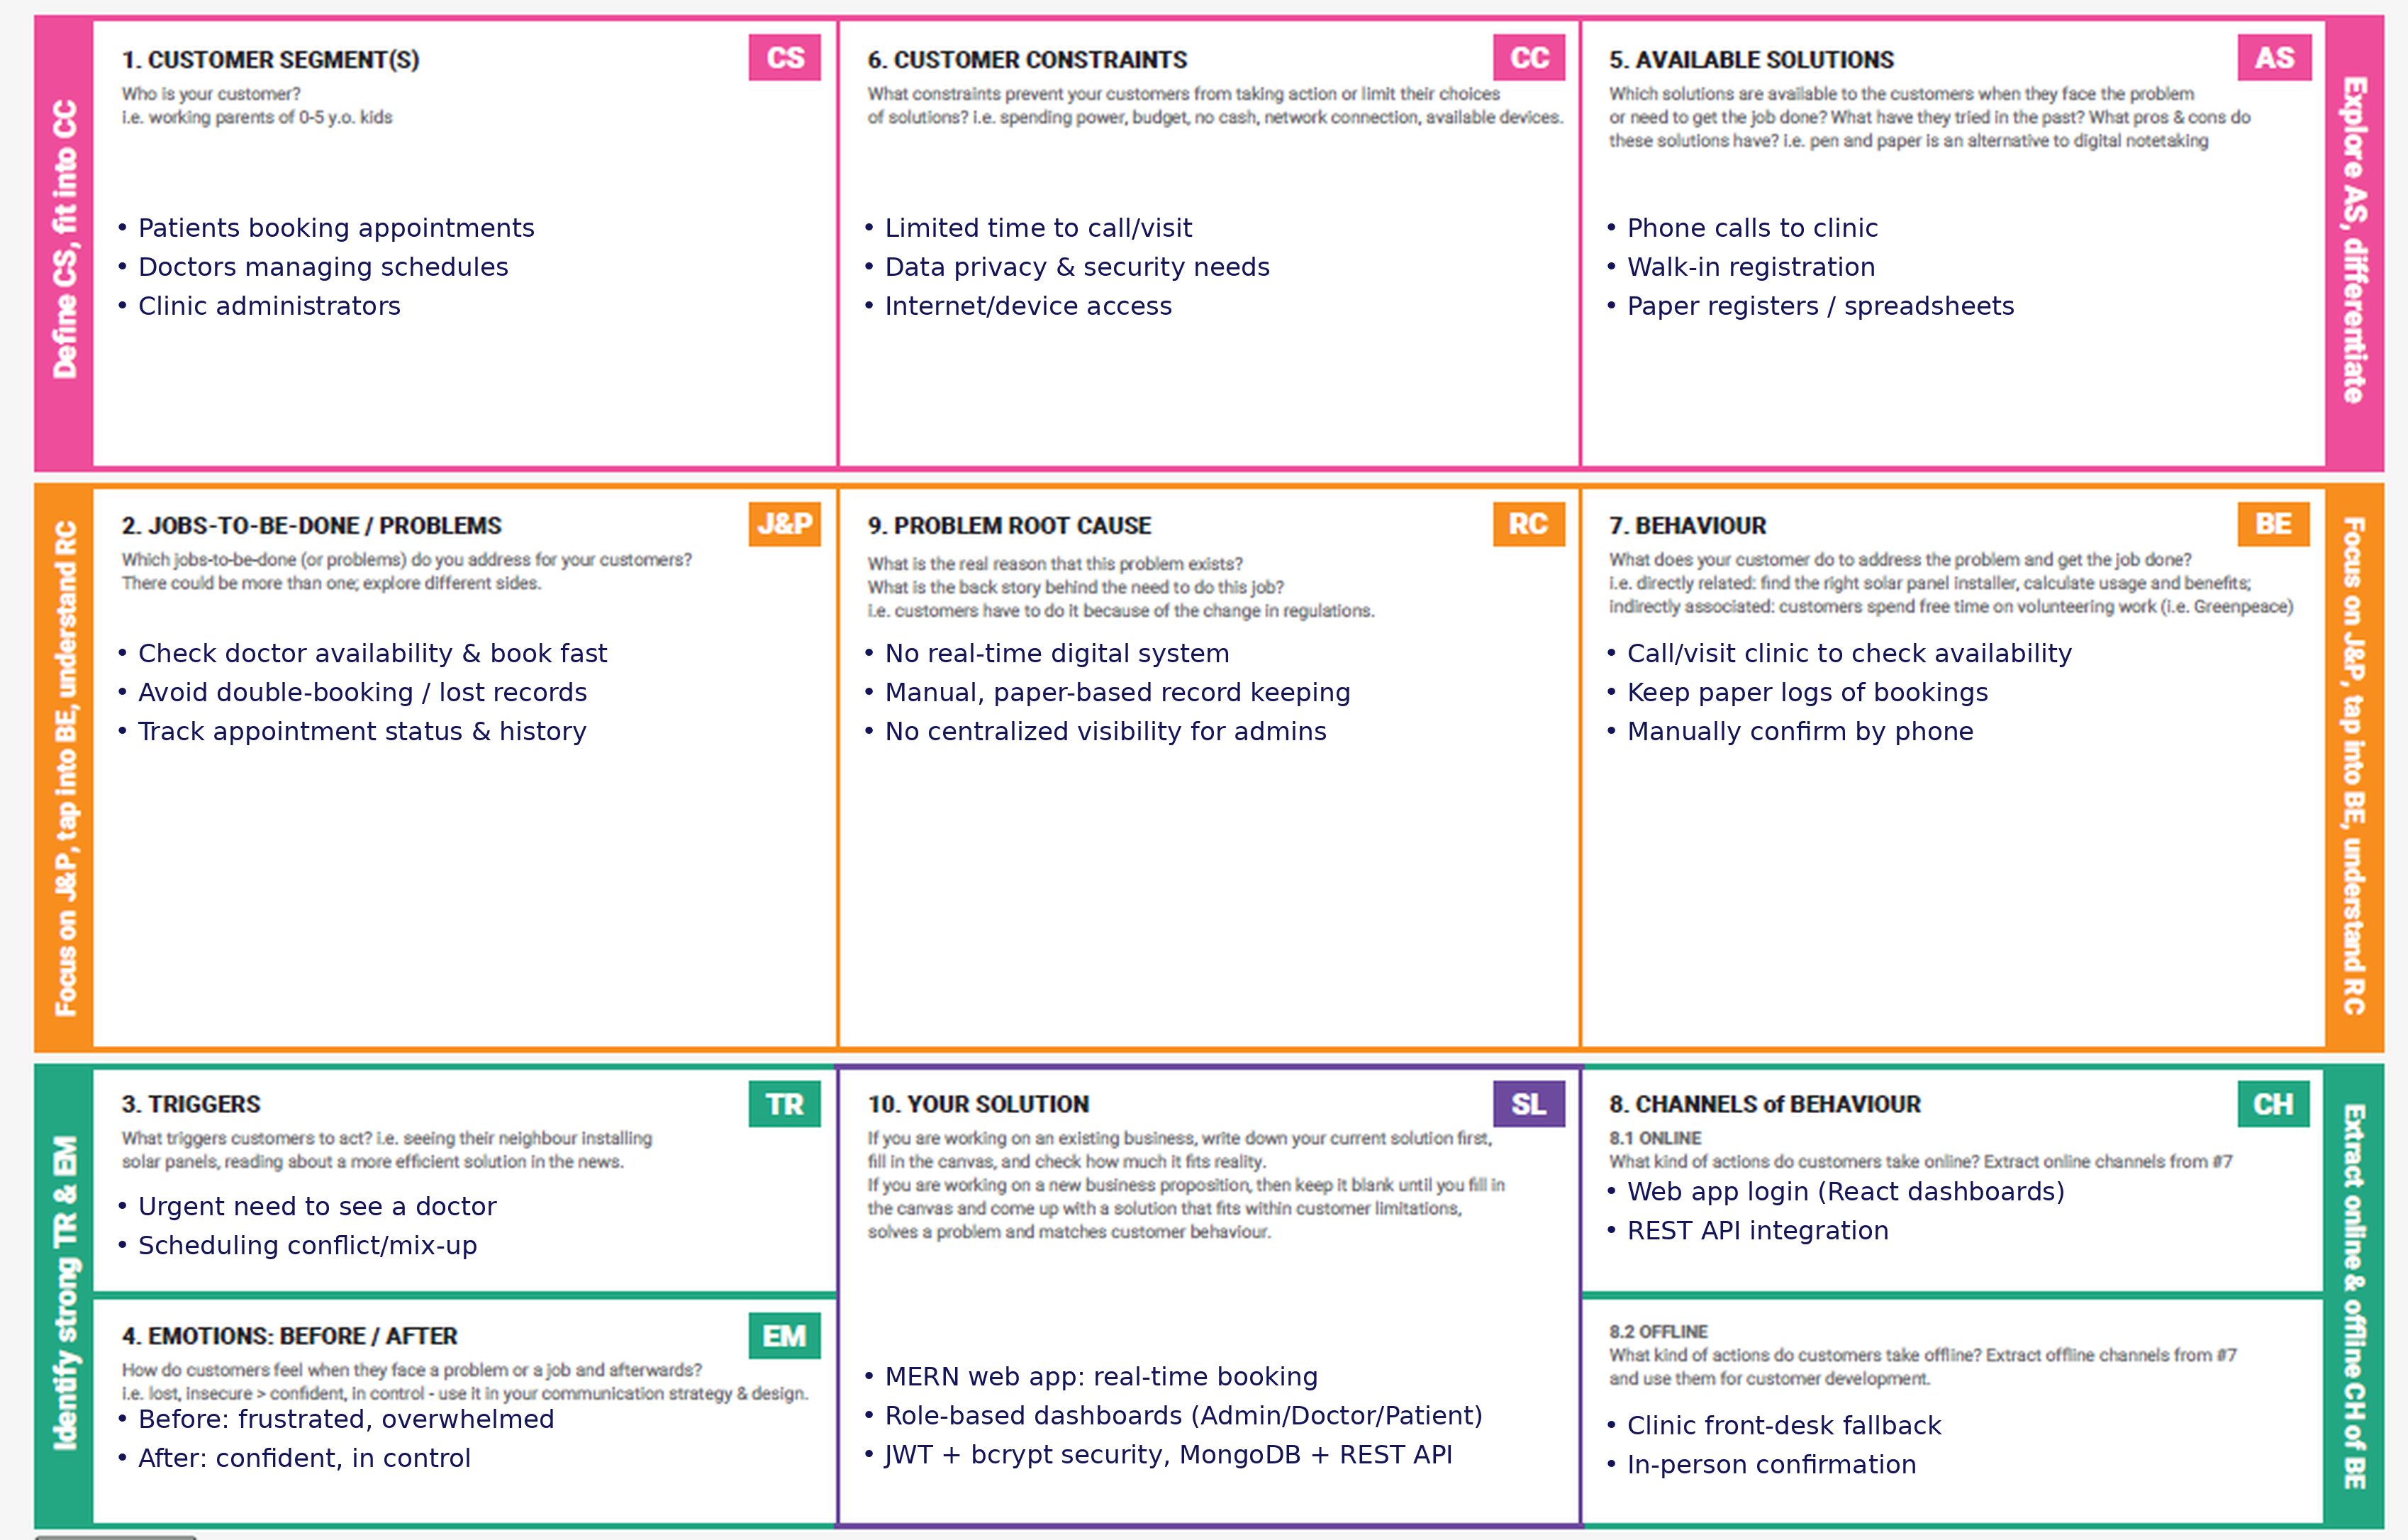 Define CS, fit into CC
1. CUSTOMER SEGMENT(S)
CS
Who is your customer?
i.e. working parents of 0-5 y.o. kids
• Patients booking appointments
• Doctors managing schedules
• Clinic administrators
6. CUSTOMER CONSTRAINTS
CC
What constraints prevent your customers from taking action or limit their choices
of solutions? i.e. spending power, budget, no cash, network connection, available devices.
• Limited time to call/visit
• Data privacy & security needs
• Internet/device access
5. AVAILABLE SOLUTIONS
AS
Which solutions are available to the customers when they face the problem
or need to get the job done? What have they tried in the past? What pros & cons do
these solutions have? i.e. pen and paper is an alternative to digital notetaking
• Phone calls to clinic
• Walk-in registration
• Paper registers / spreadsheets
Explore AS, differentiate
Focus on J&P, tap into BE, understand RC
2. JOBS-TO-BE-DONE / PROBLEMS
J&P
Which jobs-to-be-done (or problems) do you address for your customers?
There could be more than one; explore different sides.
• Check doctor availability & book fast
• Avoid double-booking / lost records
• Track appointment status & history
9. PROBLEM ROOT CAUSE
RC
What is the real reason that this problem exists?
What is the back story behind the need to do this job?
i.e. customers have to do it because of the change in regulations.
• No real-time digital system
• Manual, paper-based record keeping
• No centralized visibility for admins
7. BEHAVIOUR
BE
What does your customer do to address the problem and get the job done?
i.e. directly related: find the right solar panel installer, calculate usage and benefits;
indirectly associated: customers spend free time on volunteering work (i.e. Greenpeace)
• Call/visit clinic to check availability
• Keep paper logs of bookings
• Manually confirm by phone
Focus on J&P, tap into BE, understand RC
Identify strong TR & EM
3. TRIGGERS
TR
What triggers customers to act? i.e. seeing their neighbour installing
solar panels, reading about a more efficient solution in the news.
• Urgent need to see a doctor
• Scheduling conflict/mix-up
4. EMOTIONS: BEFORE / AFTER
EM
How do customers feel when they face a problem or a job and afterwards?
i.e. lost, insecure > confident, in control - use it in your communication strategy & design.
• Before: frustrated, overwhelmed
• After: confident, in control
10. YOUR SOLUTION
SL
If you are working on an existing business, write down your current solution first,
fill in the canvas, and check how much it fits reality.
If you are working on a new business proposition, then keep it blank until you fill in
the canvas and come up with a solution that fits within customer limitations,
solves a problem and matches customer behaviour.
• MERN web app: real-time booking
• Role-based dashboards (Admin/Doctor/Patient)
• JWT + bcrypt security, MongoDB + REST API
8. CHANNELS of BEHAVIOUR
CH
8.1 ONLINE
What kind of actions do customers take online? Extract online channels from #7
• Web app login (React dashboards)
• REST API integration
8.2 OFFLINE
What kind of actions do customers take offline? Extract offline channels from #7
and use them for customer development.
• Clinic front-desk fallback
• In-person confirmation
Extract online & offline CH of BE